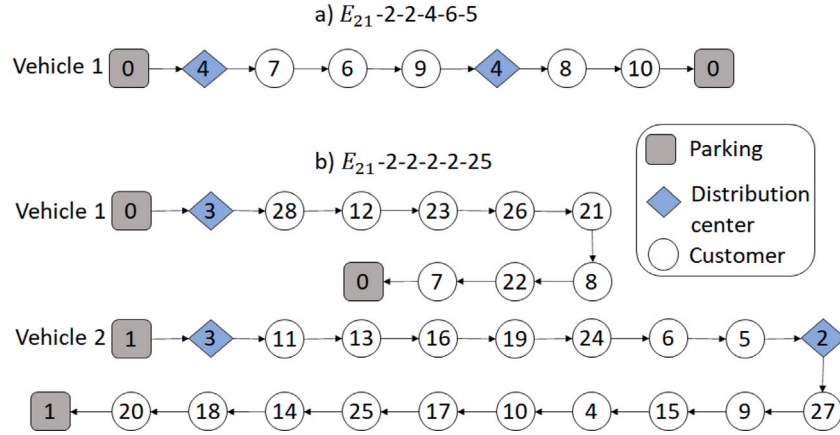 a) E₂₁-2-2-4-6-5
Vehicle 1 0 4 7 6 9 4 8 10 0
b) E₂₁-2-2-2-2-25
Vehicle 1 0 3 28 12 23 26 21
0 7 22 8
Vehicle 2 1 3 11 13 16 19 24 6 5 2
1 20 18 14 25 17 10 4 15 9 27
Parking
Distribution
center
Customer